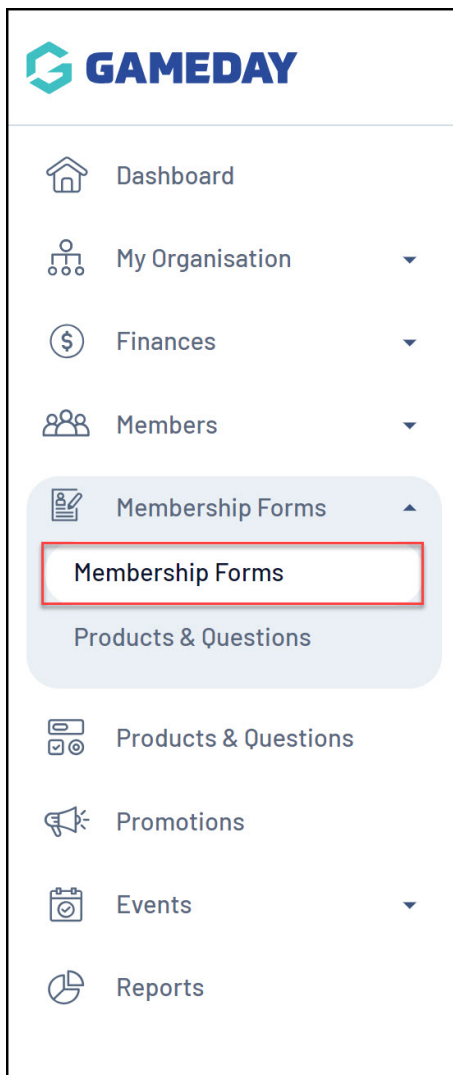 GAMEDAY
Dashboard
My Organisation
Finances
Members
Membership Forms
Membership Forms
Products & Questions
Products & Questions
Promotions
Events
Reports